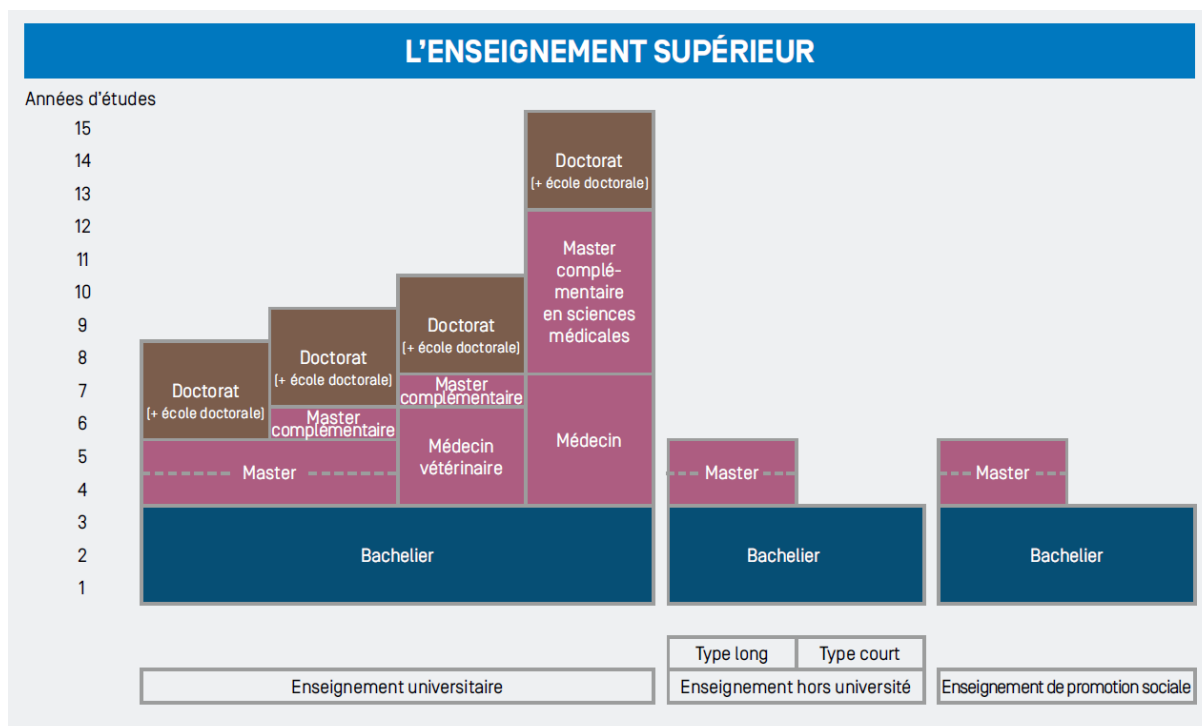 L'ENSEIGNEMENT SUPÉRIEUR
Années d'études
15
14
13
12
11
10
9
8
7
6
5
4
3
2
1
Doctorat
(+ école doctorale)
Doctorat
(+ école doctorale)
Master
complémentaire
Master
Doctorat
(+ école doctorale)
Master
complémentaire
Médecin
vétérinaire
Doctorat
(+ école doctorale)
Master
complé-
mentaire
en sciences
médicales
Médecin
Bachelier
Master
Bachelier
Master
Bachelier
Type long
Type court
Enseignement universitaire
Enseignement hors université
Enseignement de promotion sociale